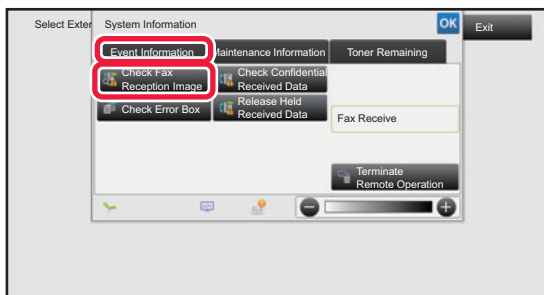 Select Exter
System Information
OK
Exit
Event Information
Maintenance Information
Toner Remaining
Check Fax
Reception Image
Check Confidential
Received Data
Check Error Box
Release Held
Received Data
Fax Receive
Terminate
Remote Operation